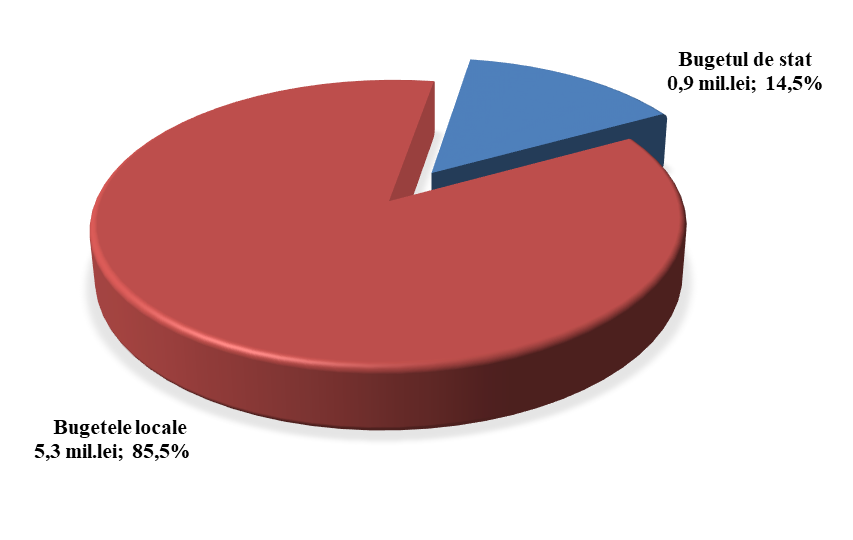 Bugetul de stat
0,9 mil.lei;  14,5%
Bugetele locale
5,3 mil.lei;  85,5%